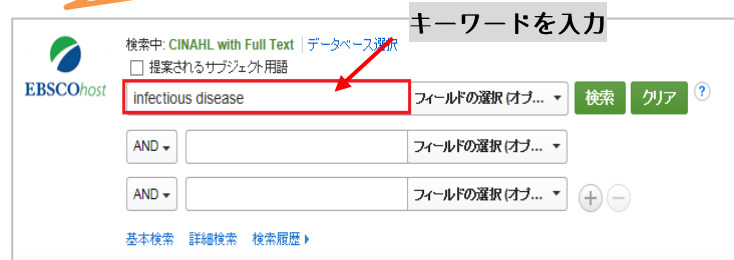 キーワードを入力
検索中: CINAHL with Full Text | データベース選択
提案されるサブジェクト用語
EBSCOhost
infectious disease フィールドの選択 (オプ... 検索 クリア ?
AND フィールドの選択 (オプ...
AND フィールドの選択 (オプ... + −
基本検索 詳細検索 検索履歴